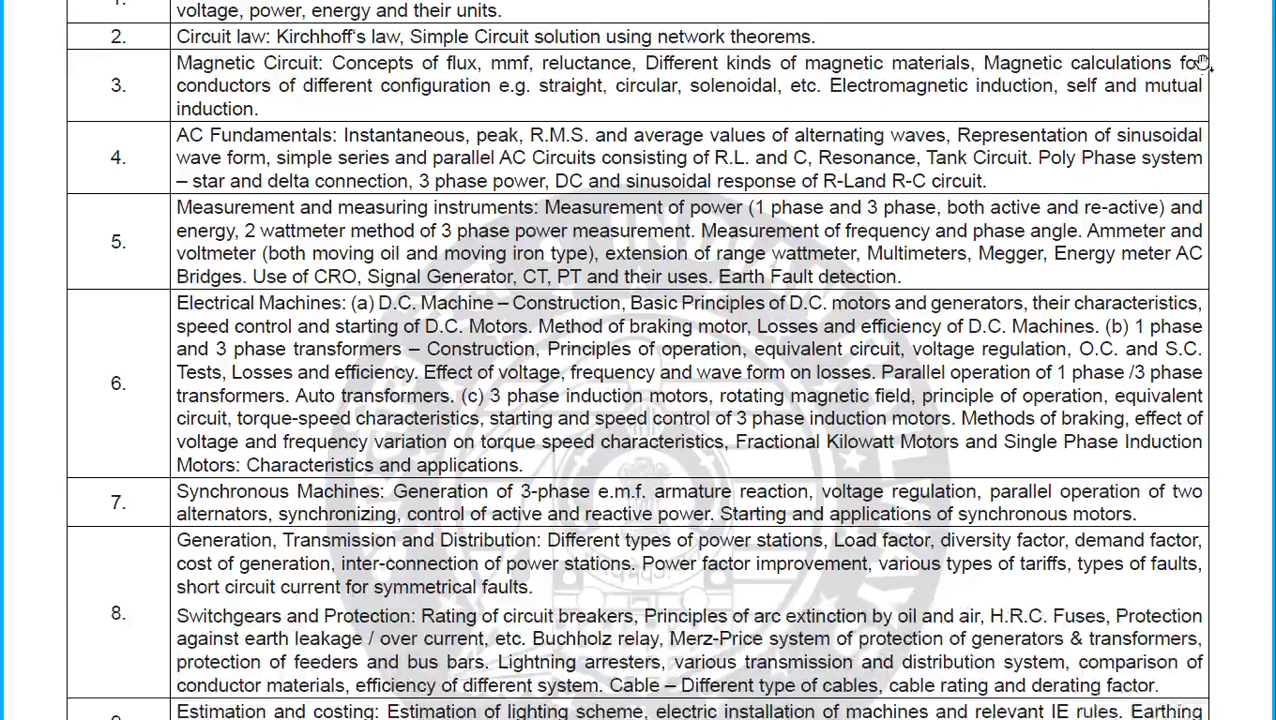 1.
voltage, power, energy and their units.
2.
Circuit law: Kirchhoff's law, Simple Circuit solution using network theorems.
3.
Magnetic Circuit: Concepts of flux, mmf, reluctance, Different kinds of magnetic materials, Magnetic calculations for
conductors of different configuration e.g. straight, circular, solenoidal, etc. Electromagnetic induction, self and mutual
induction.
4.
AC Fundamentals: Instantaneous, peak, R.M.S. and average values of alternating waves, Representation of sinusoidal
wave form, simple series and parallel AC Circuits consisting of R.L. and C, Resonance, Tank Circuit. Poly Phase system
– star and delta connection, 3 phase power, DC and sinusoidal response of R-Land R-C circuit.
5.
Measurement and measuring instruments: Measurement of power (1 phase and 3 phase, both active and re-active) and
energy, 2 wattmeter method of 3 phase power measurement. Measurement of frequency and phase angle. Ammeter and
voltmeter (both moving oil and moving iron type), extension of range wattmeter, Multimeters, Megger, Energy meter AC
Bridges. Use of CRO, Signal Generator, CT, PT and their uses. Earth Fault detection.
6.
Electrical Machines: (a) D.C. Machine – Construction, Basic Principles of D.C. motors and generators, their characteristics,
speed control and starting of D.C. Motors. Method of braking motor, Losses and efficiency of D.C. Machines. (b) 1 phase
and 3 phase transformers – Construction, Principles of operation, equivalent circuit, voltage regulation, O.C. and S.C.
Tests, Losses and efficiency. Effect of voltage, frequency and wave form on losses. Parallel operation of 1 phase /3 phase
transformers. Auto transformers. (c) 3 phase induction motors, rotating magnetic field, principle of operation, equivalent
circuit, torque-speed characteristics, starting and speed control of 3 phase induction motors. Methods of braking, effect of
voltage and frequency variation on torque speed characteristics, Fractional Kilowatt Motors and Single Phase Induction
Motors: Characteristics and applications.
7.
Synchronous Machines: Generation of 3-phase e.m.f. armature reaction, voltage regulation, parallel operation of two
alternators, synchronizing, control of active and reactive power. Starting and applications of synchronous motors.
8.
Generation, Transmission and Distribution: Different types of power stations, Load factor, diversity factor, demand factor,
cost of generation, inter-connection of power stations. Power factor improvement, various types of tariffs, types of faults,
short circuit current for symmetrical faults.
Switchgears and Protection: Rating of circuit breakers, Principles of arc extinction by oil and air, H.R.C. Fuses, Protection
against earth leakage / over current, etc. Buchholz relay, Merz-Price system of protection of generators & transformers,
protection of feeders and bus bars. Lightning arresters, various transmission and distribution system, comparison of
conductor materials, efficiency of different system. Cable – Different type of cables, cable rating and derating factor.
9.
Estimation and costing: Estimation of lighting scheme, electric installation of machines and relevant IE rules. Earthing